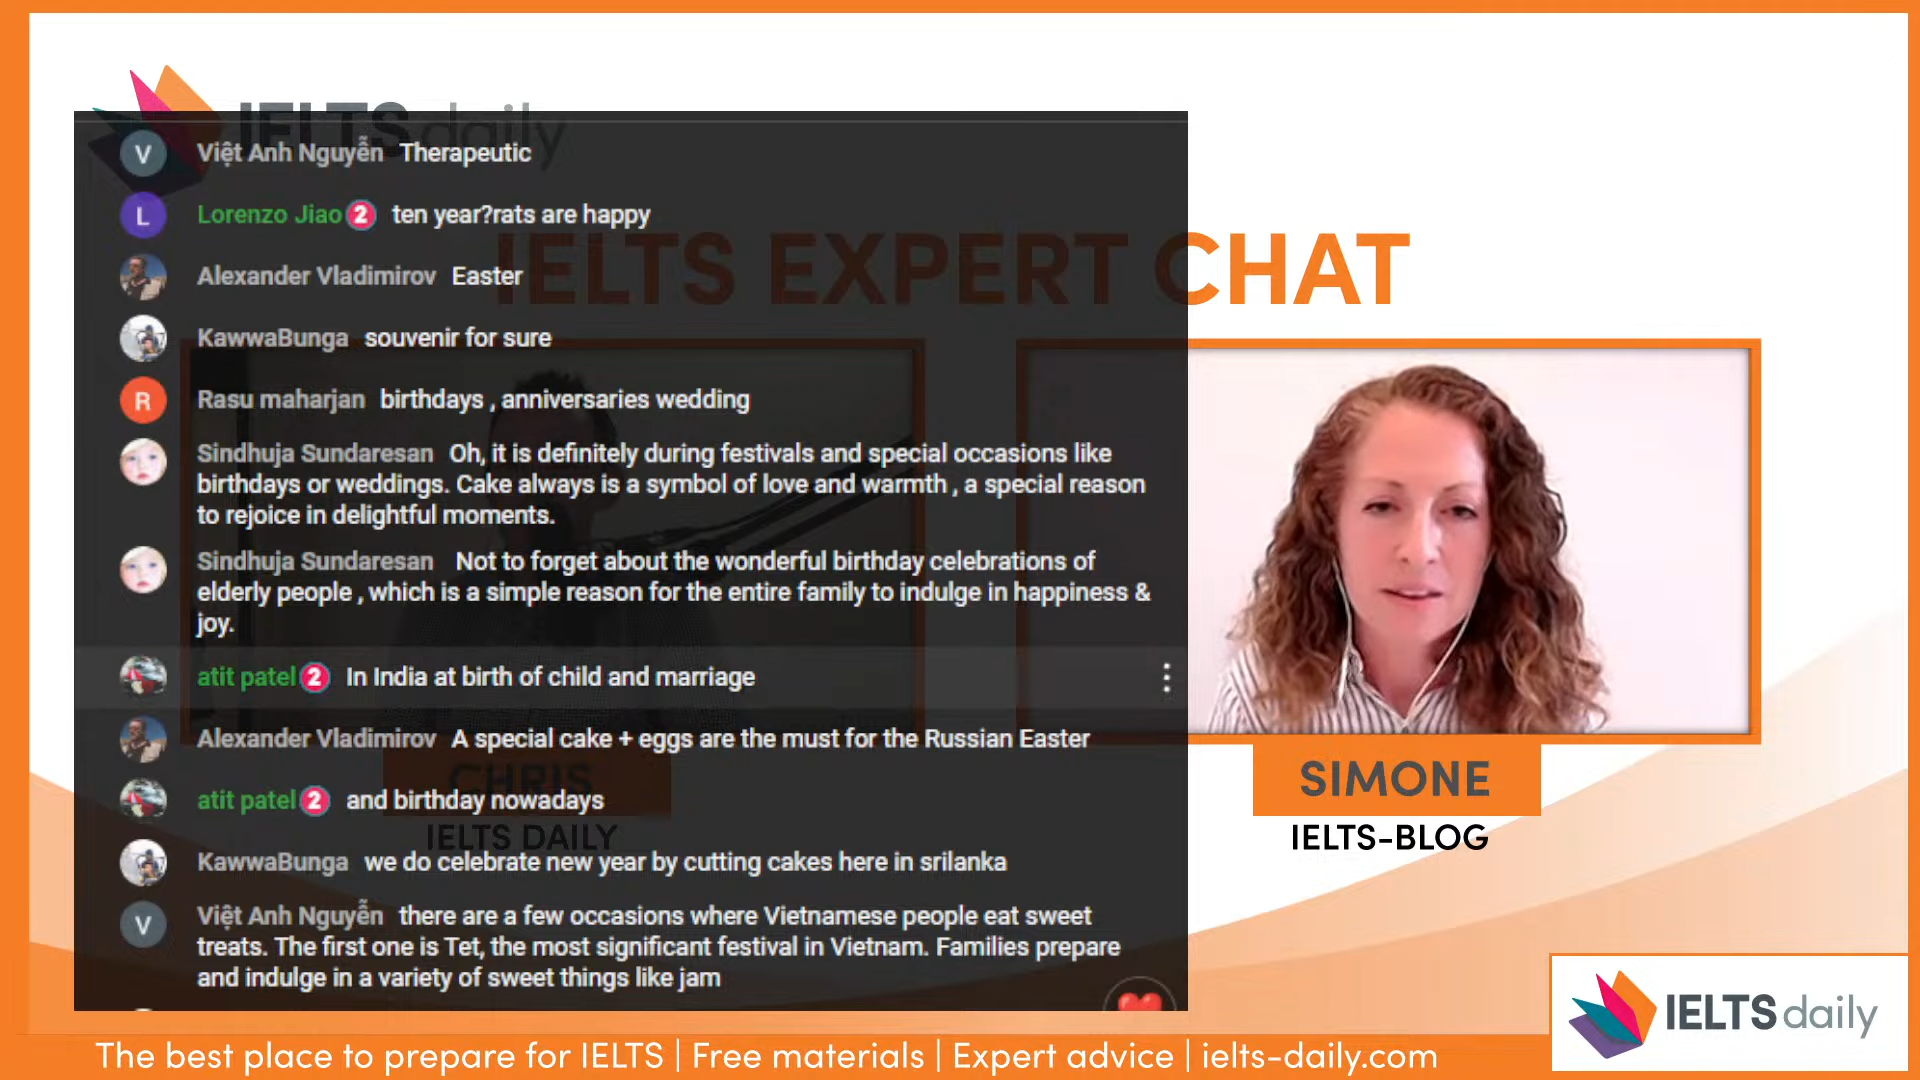 IELTS daily
V Việt Anh Nguyễn Therapeutic
L Lorenzo Jiao 2 ten year?rats are happy
IELTS EXPERT CHAT
Alexander Vladimirov Easter
KawwaBunga souvenir for sure
R Rasu maharjan birthdays , anniversaries wedding
Sindhuja Sundaresan Oh, it is definitely during festivals and special occasions like
birthdays or weddings. Cake always is a symbol of love and warmth , a special reason
to rejoice in delightful moments.
Sindhuja Sundaresan Not to forget about the wonderful birthday celebrations of
elderly people , which is a simple reason for the entire family to indulge in happiness &
joy.
atit patel 2 In India at birth of child and marriage
Alexander Vladimirov A special cake + eggs are the must for the Russian Easter
CHRIS
IELTS DAILY
atit patel 2 and birthday nowadays
KawwaBunga we do celebrate new year by cutting cakes here in srilanka
V Việt Anh Nguyễn there are a few occasions where Vietnamese people eat sweet
treats. The first one is Tet, the most significant festival in Vietnam. Families prepare
and indulge in a variety of sweet things like jam
SIMONE
IELTS-BLOG
IELTS daily
The best place to prepare for IELTS | Free materials | Expert advice | ielts-daily.com